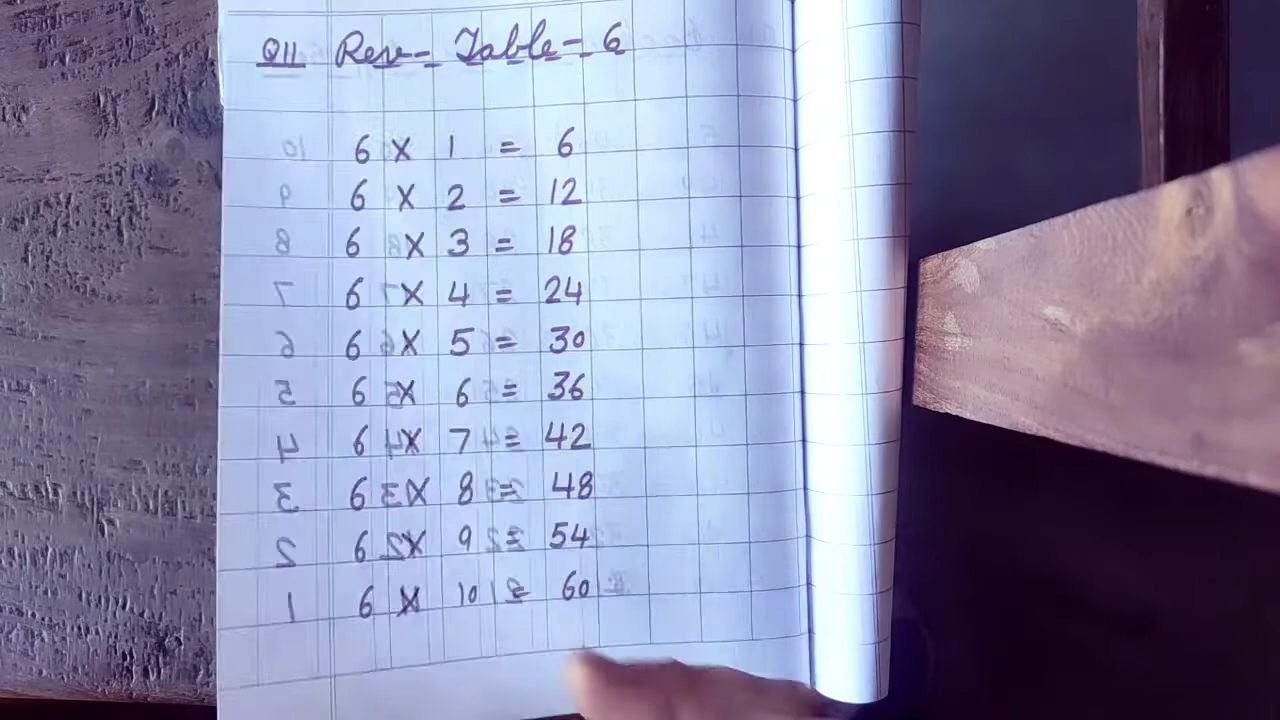 Q11 Rev- Table- 6
6 X 1 = 6
6 X 2 = 12
6 X 3 = 18
6 X 4 = 24
6 X 5 = 30
6 X 6 = 36
6 X 7 = 42
6 X 8 = 48
6 X 9 = 54
6 X 10 = 60